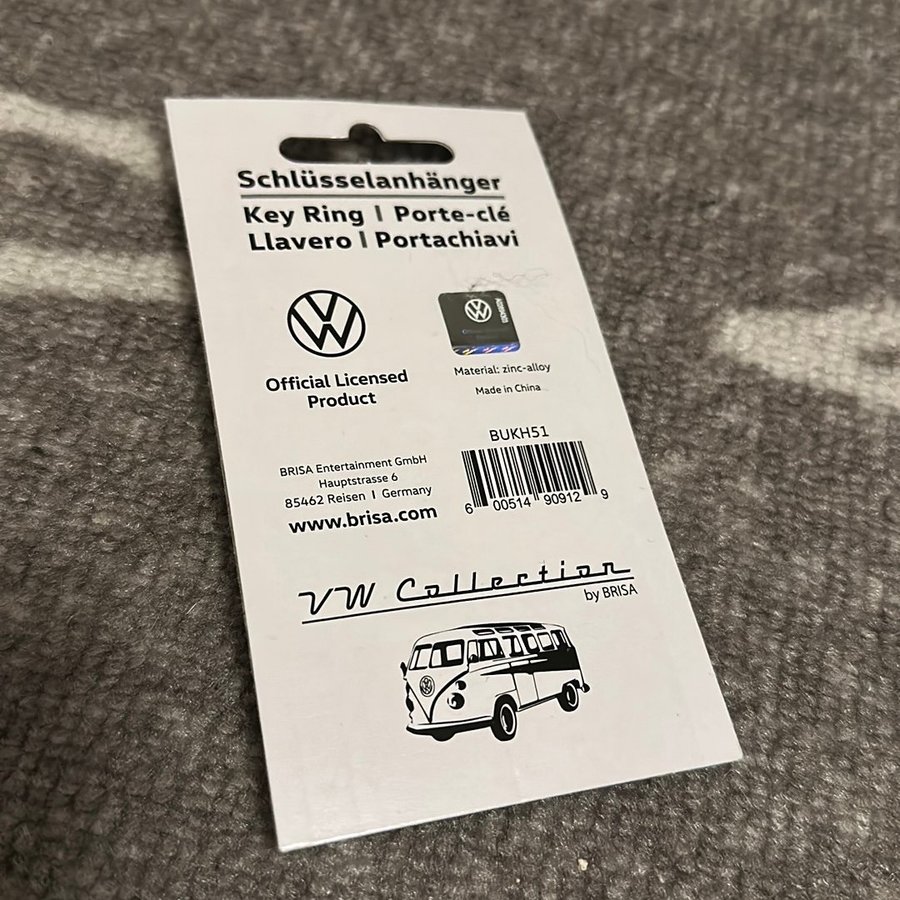 Schlüsselanhänger
Key Ring | Porte-clé
Llavero | Portachiavi
Official Licensed
Product
Material: zinc-alloy
Made in China
BRISA Entertainment GmbH
Hauptstrasse 6
85462 Reisen | Germany
www.brisa.com
BUKH51
6 00514 90912 9
VW Collection
by BRISA